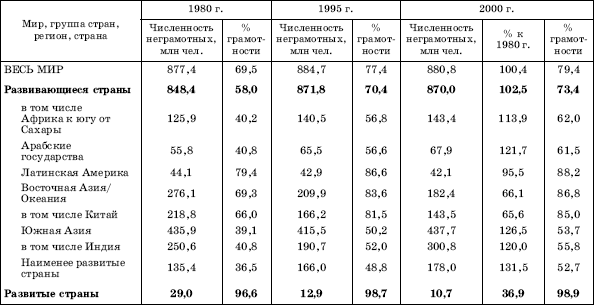 Мир, группа стран, регион, страна 1980 г. 1995 г. 2000 г.
Численность неграмотных, млн чел. % грамот-ности Численность неграмотных, млн чел. % грамот-ности Численность неграмотных, млн чел. % к 1980 г. % грамот-ности
ВЕСЬ МИР 877,4 69,5 884,7 77,4 880,8 100,4 79,4
Развивающиеся страны 848,4 58,0 871,8 70,4 870,0 102,5 73,4
в том числе
Африка к югу от Сахары 125,9 40,2 140,5 56,8 143,4 113,9 62,0
Арабские государства 55,8 40,8 65,5 56,6 67,9 121,7 61,5
Латинская Америка 44,1 79,4 42,9 86,6 42,1 95,5 88,2
Восточная Азия/Океания 276,1 69,3 209,9 83,6 182,4 66,1 86,8
в том числе Китай 218,8 66,0 166,2 81,5 143,5 65,6 85,0
Южная Азия 435,9 39,1 415,5 50,2 437,7 126,5 53,7
в том числе Индия 250,6 40,8 190,7 52,0 300,8 120,0 55,8
Наименее развитые страны 135,4 36,5 166,0 48,8 178,0 131,5 52,7
Развитые страны 29,0 96,6 12,9 98,7 10,7 36,9 98,9